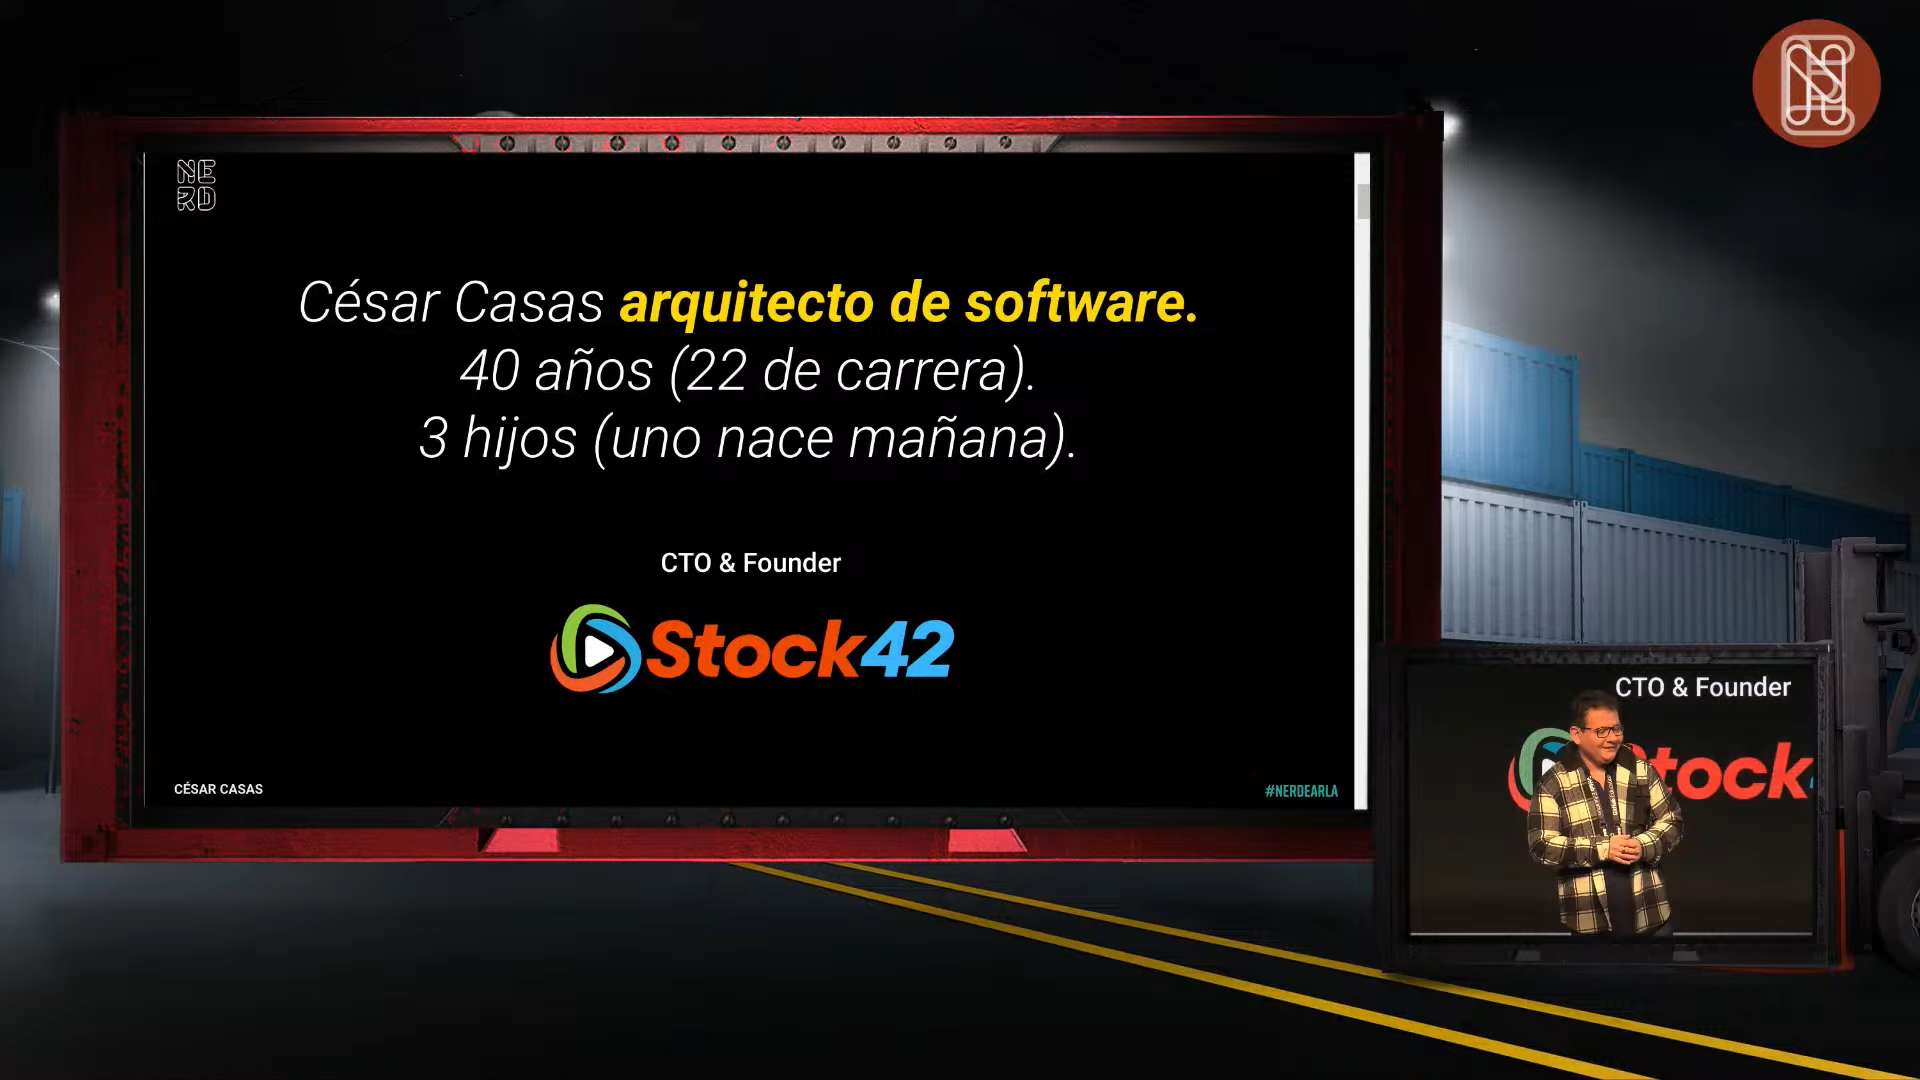 NE
RD
César Casas arquitecto de software.
40 años (22 de carrera).
3 hijos (uno nace mañana).
CTO & Founder
Stock42
CÉSAR CASAS
#NERDEARLA
CTO & Founder
Stock